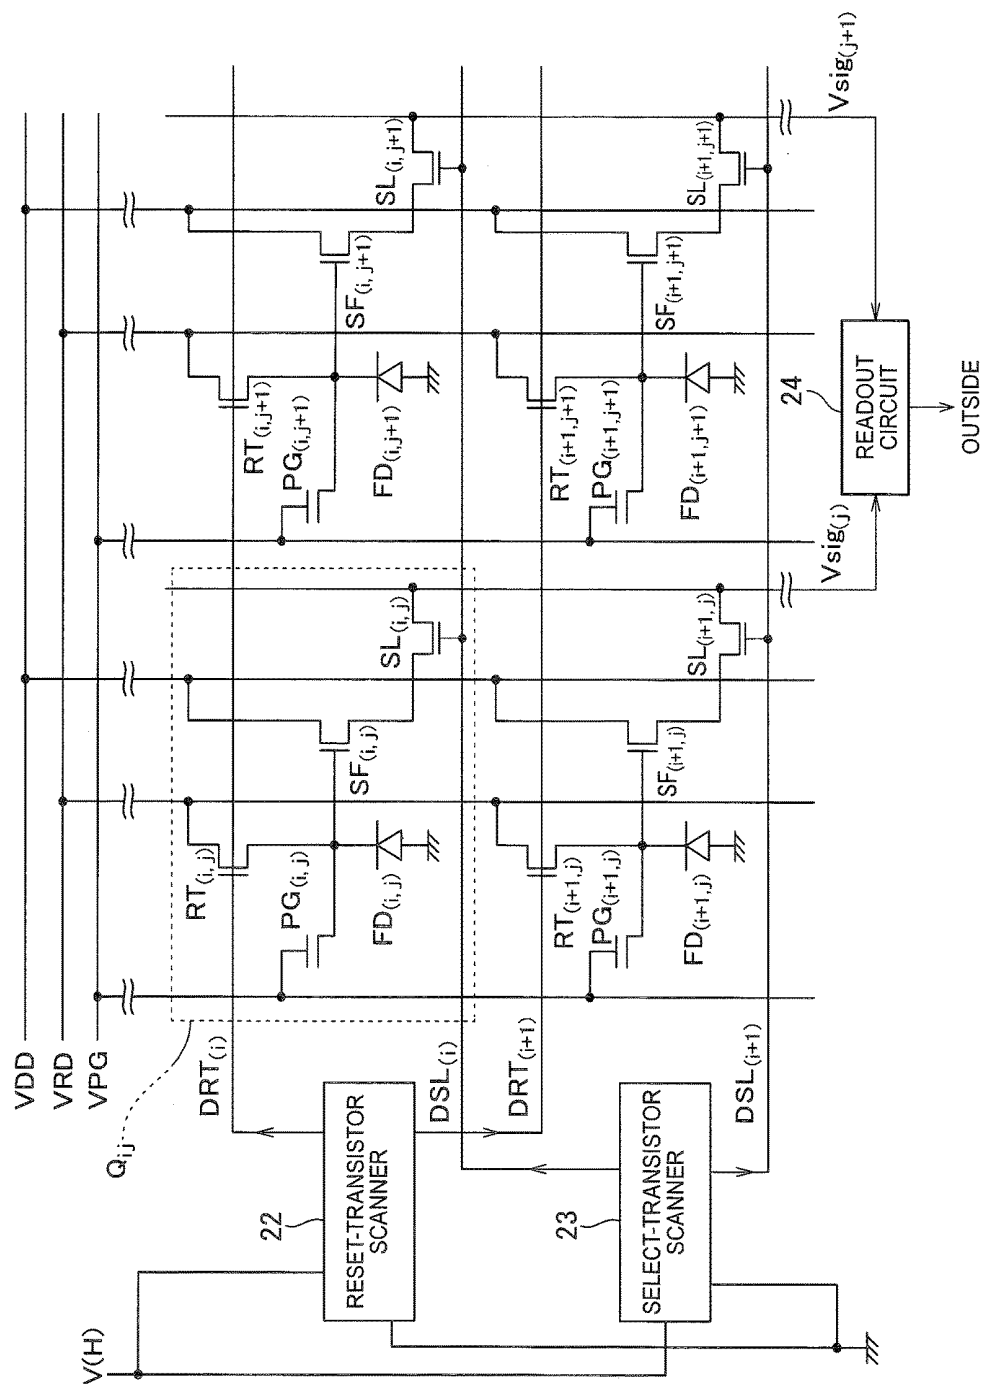 VDD
VRD
VPG
Qij
DRT(i)
DSL(i)
DRT(i+1)
DSL(i+1)
V(H)
22
RESET-TRANSISTOR
SCANNER
23
SELECT-TRANSISTOR
SCANNER
RT(i, j)
PG(i, j)
FD(i, j)
SF(i, j)
SL(i, j)
RT(i,j+1)
PG(i,j+1)
FD(i,j+1)
SF(i, j+1)
SL(i, j+1)
RT(i+1,j)
PG(i+1,j)
FD(i+1,j)
SF(i+1,j)
SL(i+1, j)
RT(i+1,j+1)
PG(i+1,j+1)
FD(i+1,j+1)
SF(i+1,j+1)
SL(i+1,j+1)
Vsig(j)
Vsig(j+1)
24
READOUT
CIRCUIT
OUTSIDE